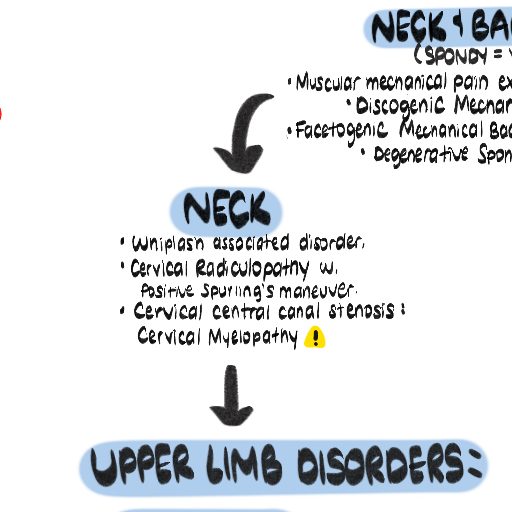 NECK & BA
(SPONDY =
• Muscular mechanical pain ex
• Discogenic Mechan
• Facetogenic Mechanical Bac
• Degenerative Spon
NECK
• Whiplash associated disorder.
• Cervical Radiculopathy w.
Positive Spurling's maneuver.
• Cervical central canal stenosis :
Cervical Myelopathy ⚠
UPPER LIMB DISORDERS: